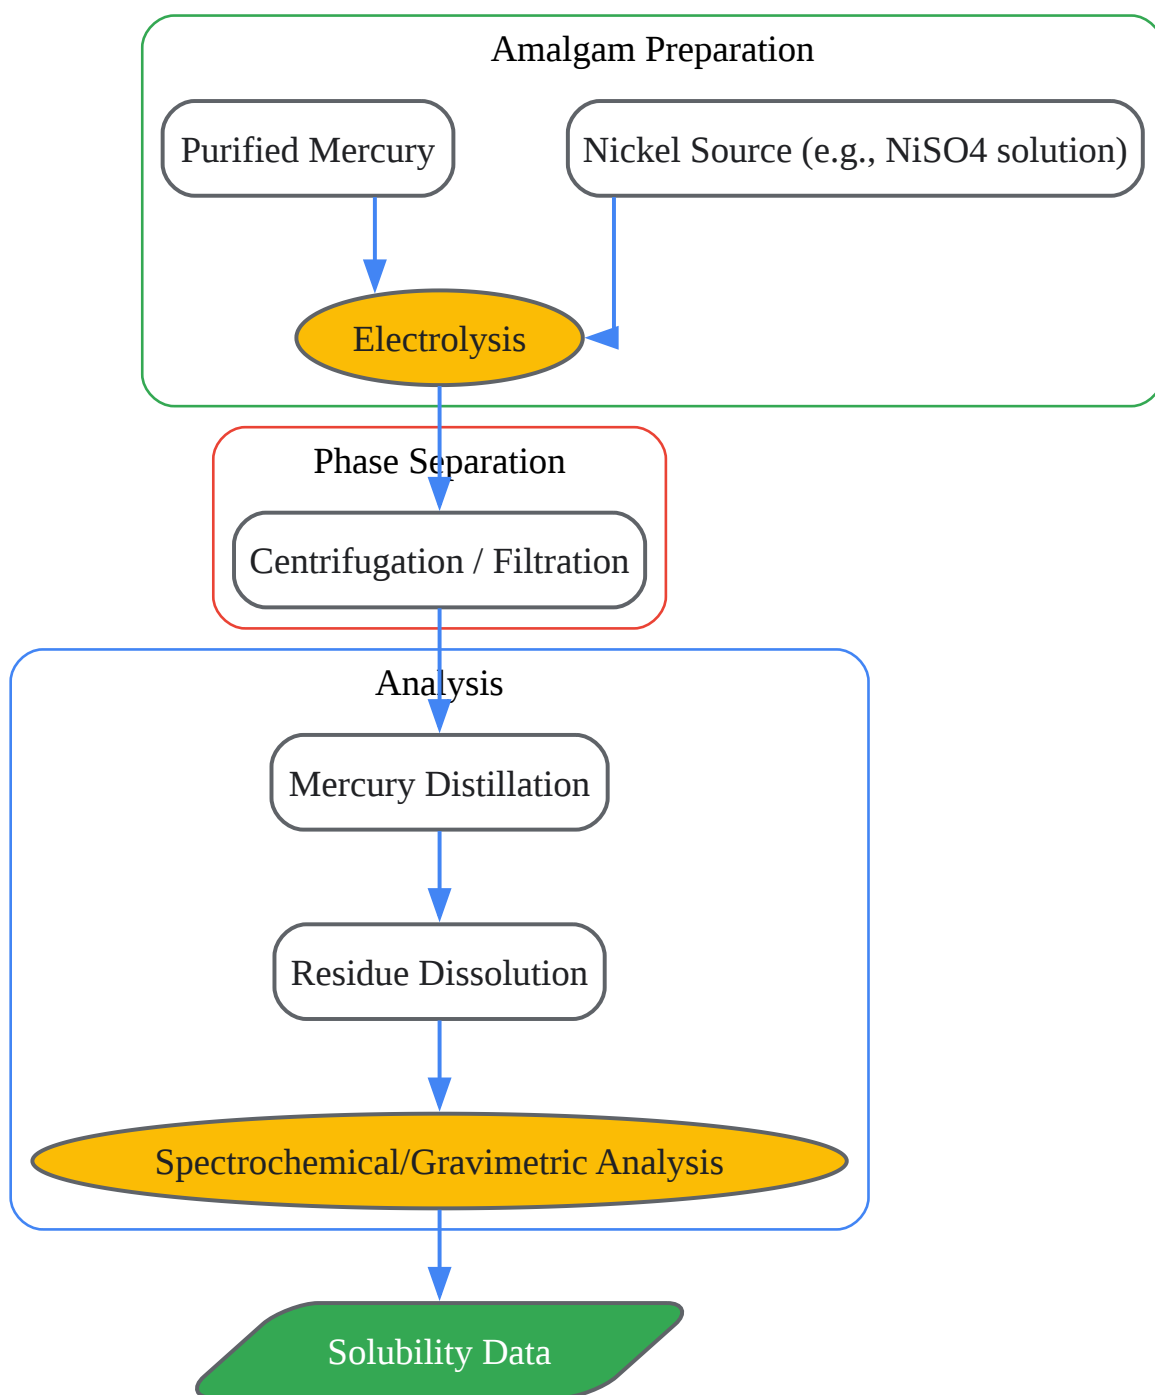 Amalgam Preparation
Purified Mercury
Nickel Source (e.g., NiSO4 solution)
Electrolysis
Phase Separation
Centrifugation / Filtration
Analysis
Mercury Distillation
Residue Dissolution
Spectrochemical/Gravimetric Analysis
Solubility Data